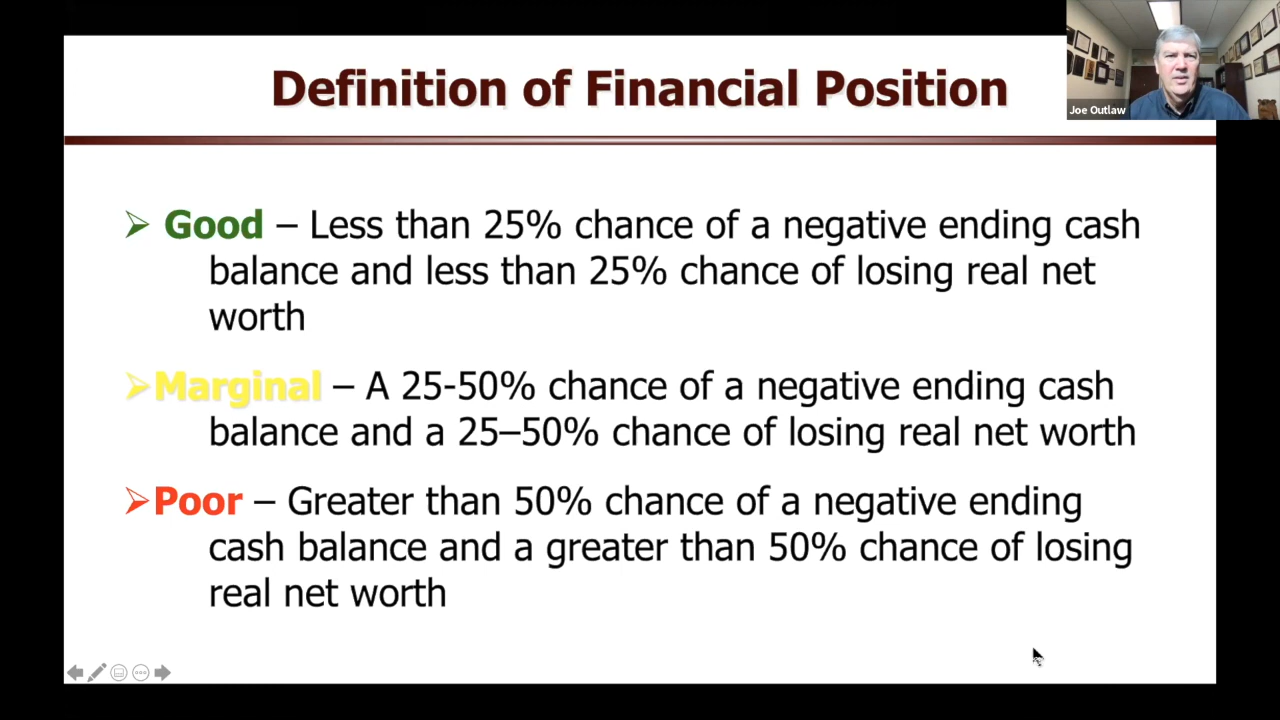 Definition of Financial Position
Joe Outlaw
➢ Good – Less than 25% chance of a negative ending cash
balance and less than 25% chance of losing real net
worth
➢Marginal – A 25-50% chance of a negative ending cash
balance and a 25–50% chance of losing real net worth
➢Poor – Greater than 50% chance of a negative ending
cash balance and a greater than 50% chance of losing
real net worth